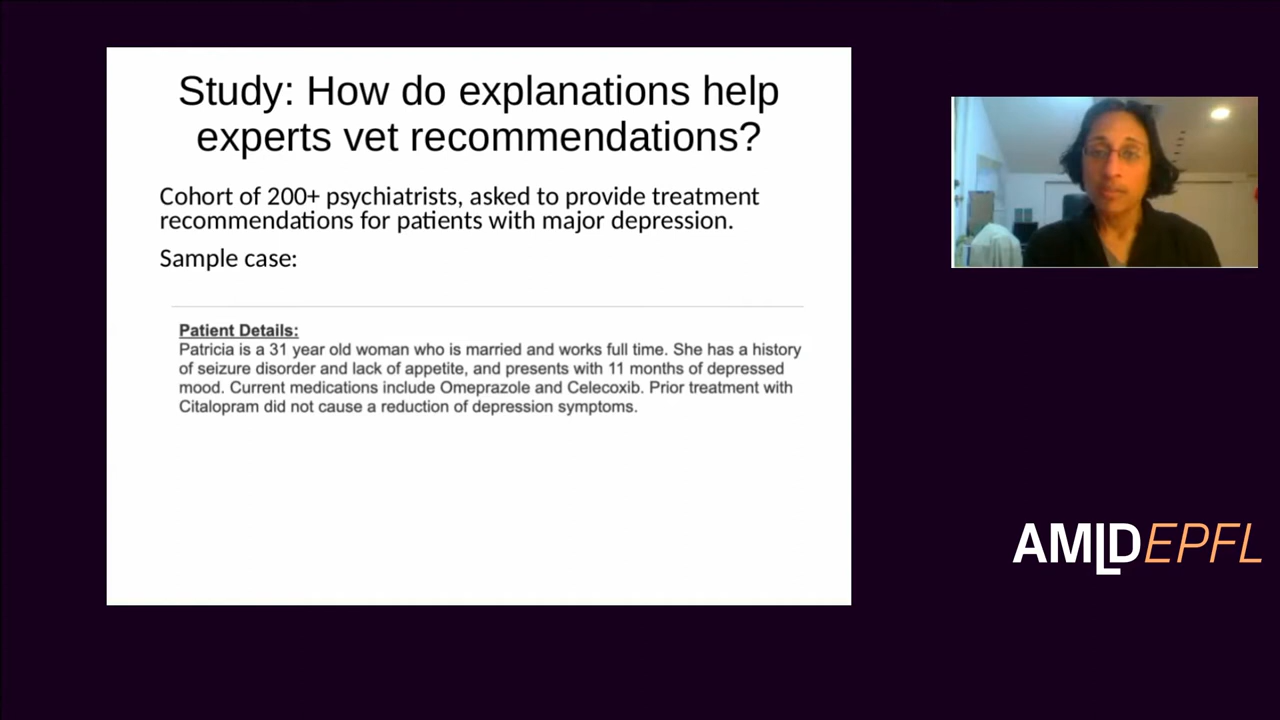 Study: How do explanations help
experts vet recommendations?
Cohort of 200+ psychiatrists, asked to provide treatment
recommendations for patients with major depression.
Sample case:
Patient Details:
Patricia is a 31 year old woman who is married and works full time. She has a history
of seizure disorder and lack of appetite, and presents with 11 months of depressed
mood. Current medications include Omeprazole and Celecoxib. Prior treatment with
Citalopram did not cause a reduction of depression symptoms.
AMLDEPFL